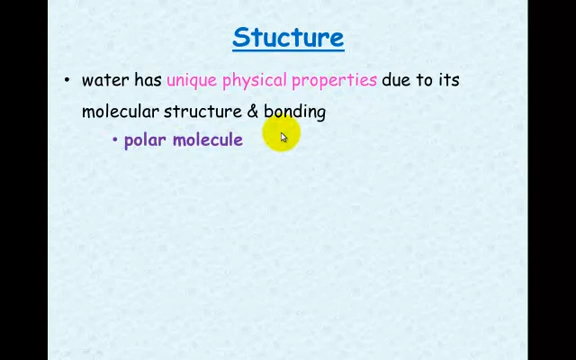 Stucture
• water has unique physical properties due to its
molecular structure & bonding
• polar molecule